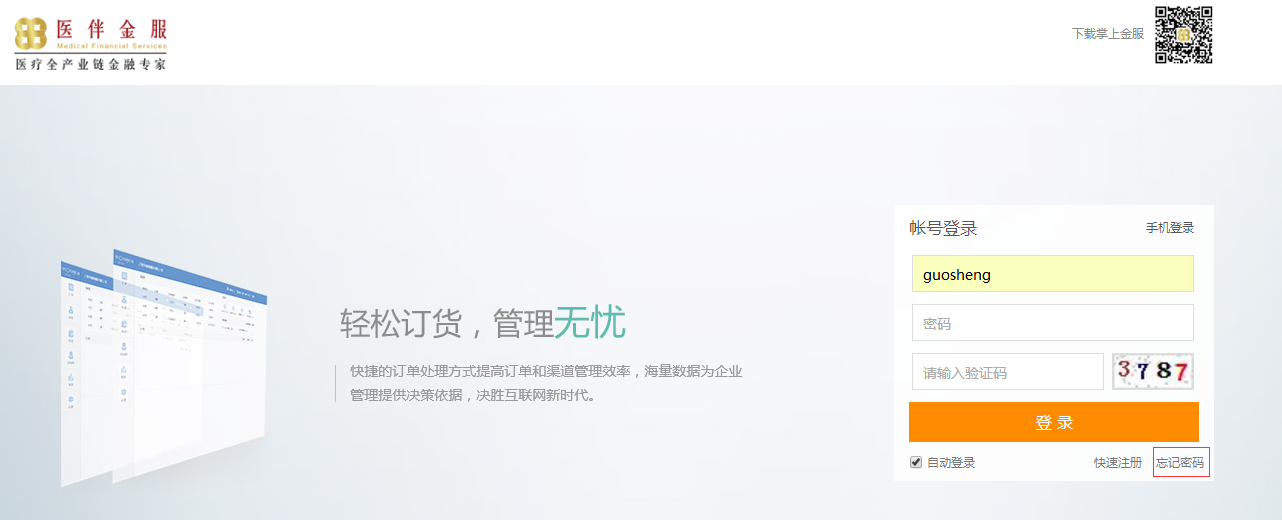 医伴金服
Medical Financial Services
医疗全产业链金融专家
下载掌上金服
帐号登录
手机登录
guosheng
密码
请输入验证码
3787
登 录
自动登录
快速注册
忘记密码
轻松订货，管理无忧
快捷的订单处理方式提高订单和渠道管理效率，海量数据为企业
管理提供决策依据，决胜互联网新时代。